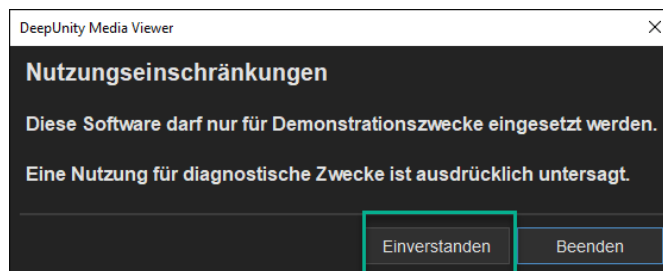 DeepUnity Media Viewer
Nutzungseinschränkungen
Diese Software darf nur für Demonstrationszwecke eingesetzt werden.
Eine Nutzung für diagnostische Zwecke ist ausdrücklich untersagt.
Einverstanden Beenden